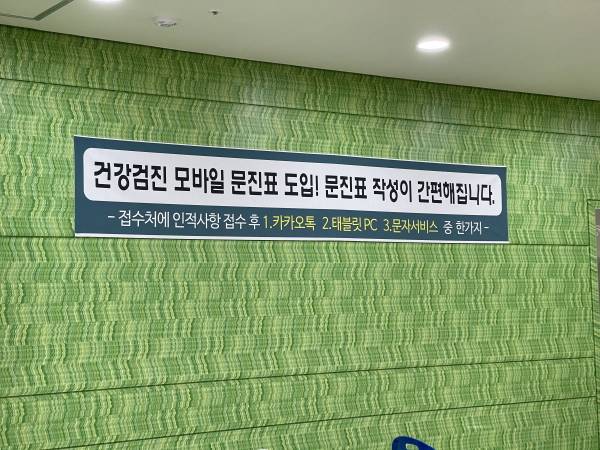 건강검진 모바일 문진표 도입! 문진표 작성이 간편해집니다.
- 접수처에 인적사항 접수 후 1.카카오톡 2.태블릿 PC 3.문자서비스 중 한가지 -